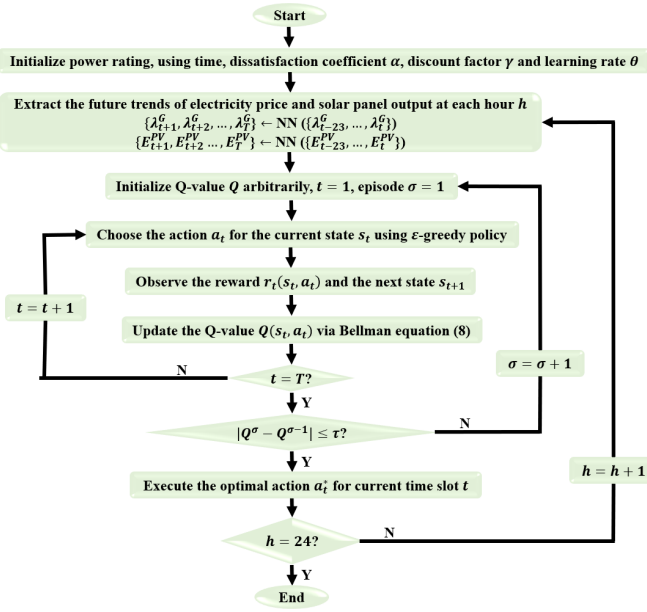 Start
Initialize power rating, using time, dissatisfaction coefficient α, discount factor γ and learning rate θ
Extract the future trends of electricity price and solar panel output at each hour h
{λ^G_{t+1}, λ^G_{t+2}, ..., λ^G_T} ← NN ({λ^G_{t-23}, ..., λ^G_t})
{E^{PV}_{t+1}, E^{PV}_{t+2} ..., E^{PV}_T} ← NN ({E^{PV}_{t-23}, ..., E^{PV}_t})
Initialize Q-value Q arbitrarily, t = 1, episode σ = 1
Choose the action a_t for the current state s_t using ε-greedy policy
Observe the reward r_t(s_t, a_t) and the next state s_{t+1}
t = t + 1
Update the Q-value Q(s_t, a_t) via Bellman equation (8)
σ = σ + 1
N
t = T?
Y
|Q^σ − Q^{σ−1}| ≤ τ?
N
Y
h = h + 1
Execute the optimal action a^*_t for current time slot t
h = 24?
N
Y
End